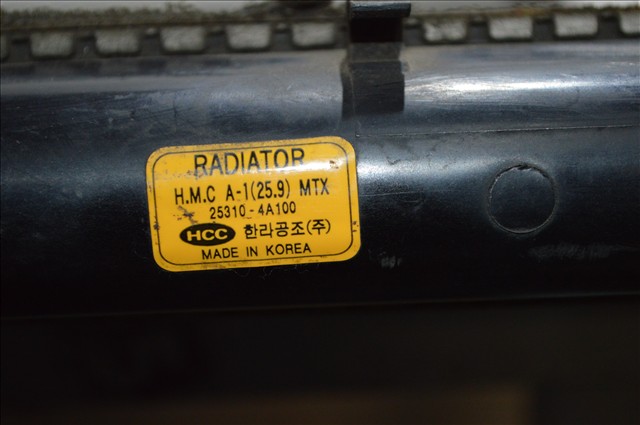 RADIATOR
H.M.C A-1(25.9) MTX
25310-4A100
HCC 한라공조(주)
MADE IN KOREA